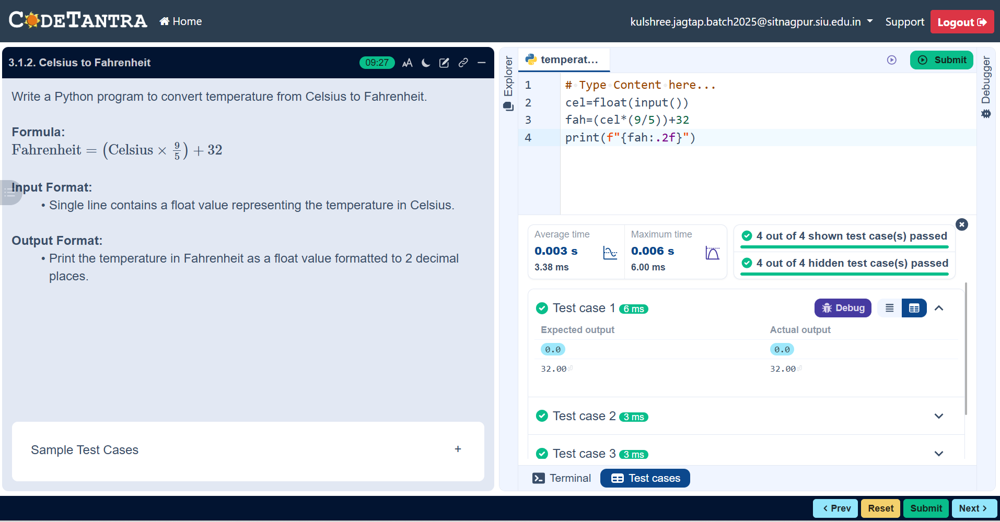 CODETANTRA
Home
kulshree.jagtap.batch2025@sitnagpur.siu.edu.in
Support
Logout
3.1.2. Celsius to Fahrenheit
09:27
AA
Write a Python program to convert temperature from Celsius to Fahrenheit.
Formula:
Fahrenheit = (Celsius × 9/5) + 32
Input Format:
• Single line contains a float value representing the temperature in Celsius.
Output Format:
• Print the temperature in Fahrenheit as a float value formatted to 2 decimal
places.
Sample Test Cases
+
Explorer
temperat...
Submit
Debugger
1 # Type Content here...
2 cel=float(input())
3 fah=(cel*(9/5))+32
4 print(f"{fah:.2f}")
Average time
0.003 s
3.38 ms
Maximum time
0.006 s
6.00 ms
4 out of 4 shown test case(s) passed
4 out of 4 hidden test case(s) passed
Test case 1 6 ms
Debug
Expected output
Actual output
0.0
0.0
32.00⏎
32.00⏎
Test case 2 3 ms
Test case 3 3 ms
Terminal
Test cases
Prev
Reset
Submit
Next